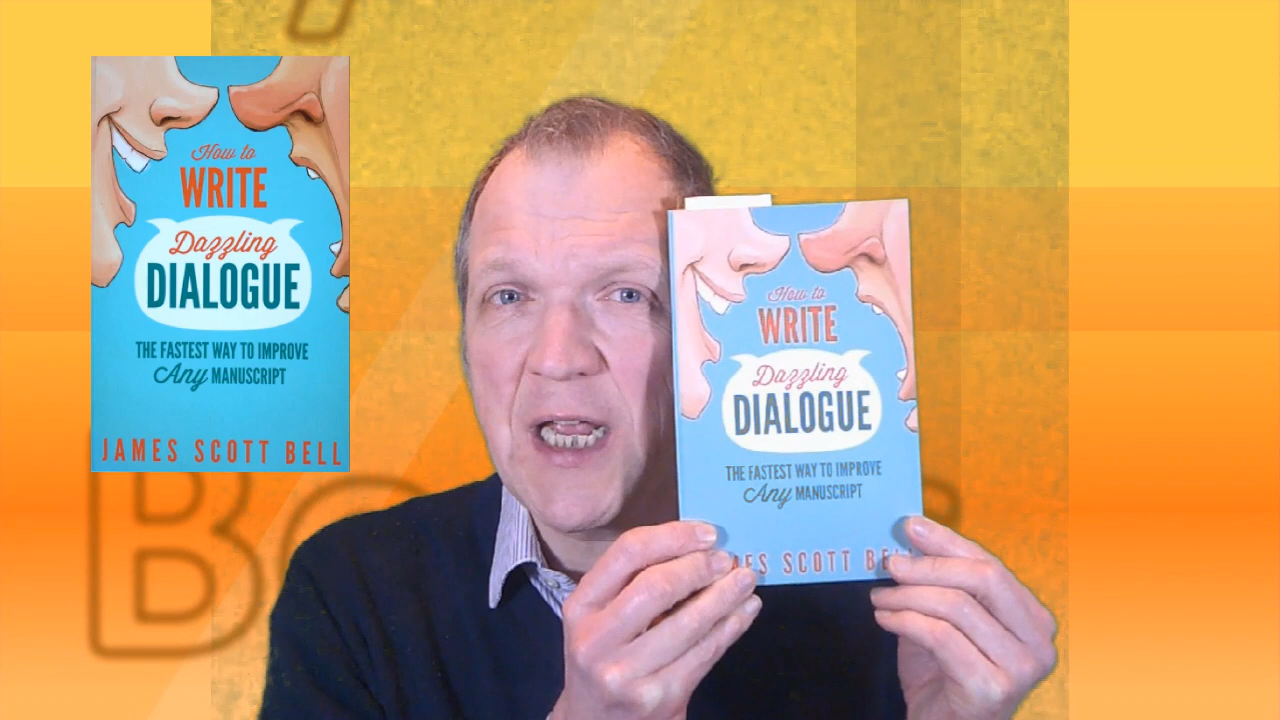 How to
WRITE
Dazzling
DIALOGUE
THE FASTEST WAY TO IMPROVE
Any MANUSCRIPT
JAMES SCOTT BELL
How to
WRITE
Dazzling
DIALOGUE
THE FASTEST WAY TO IMPROVE
Any MANUSCRIPT
SCOTT